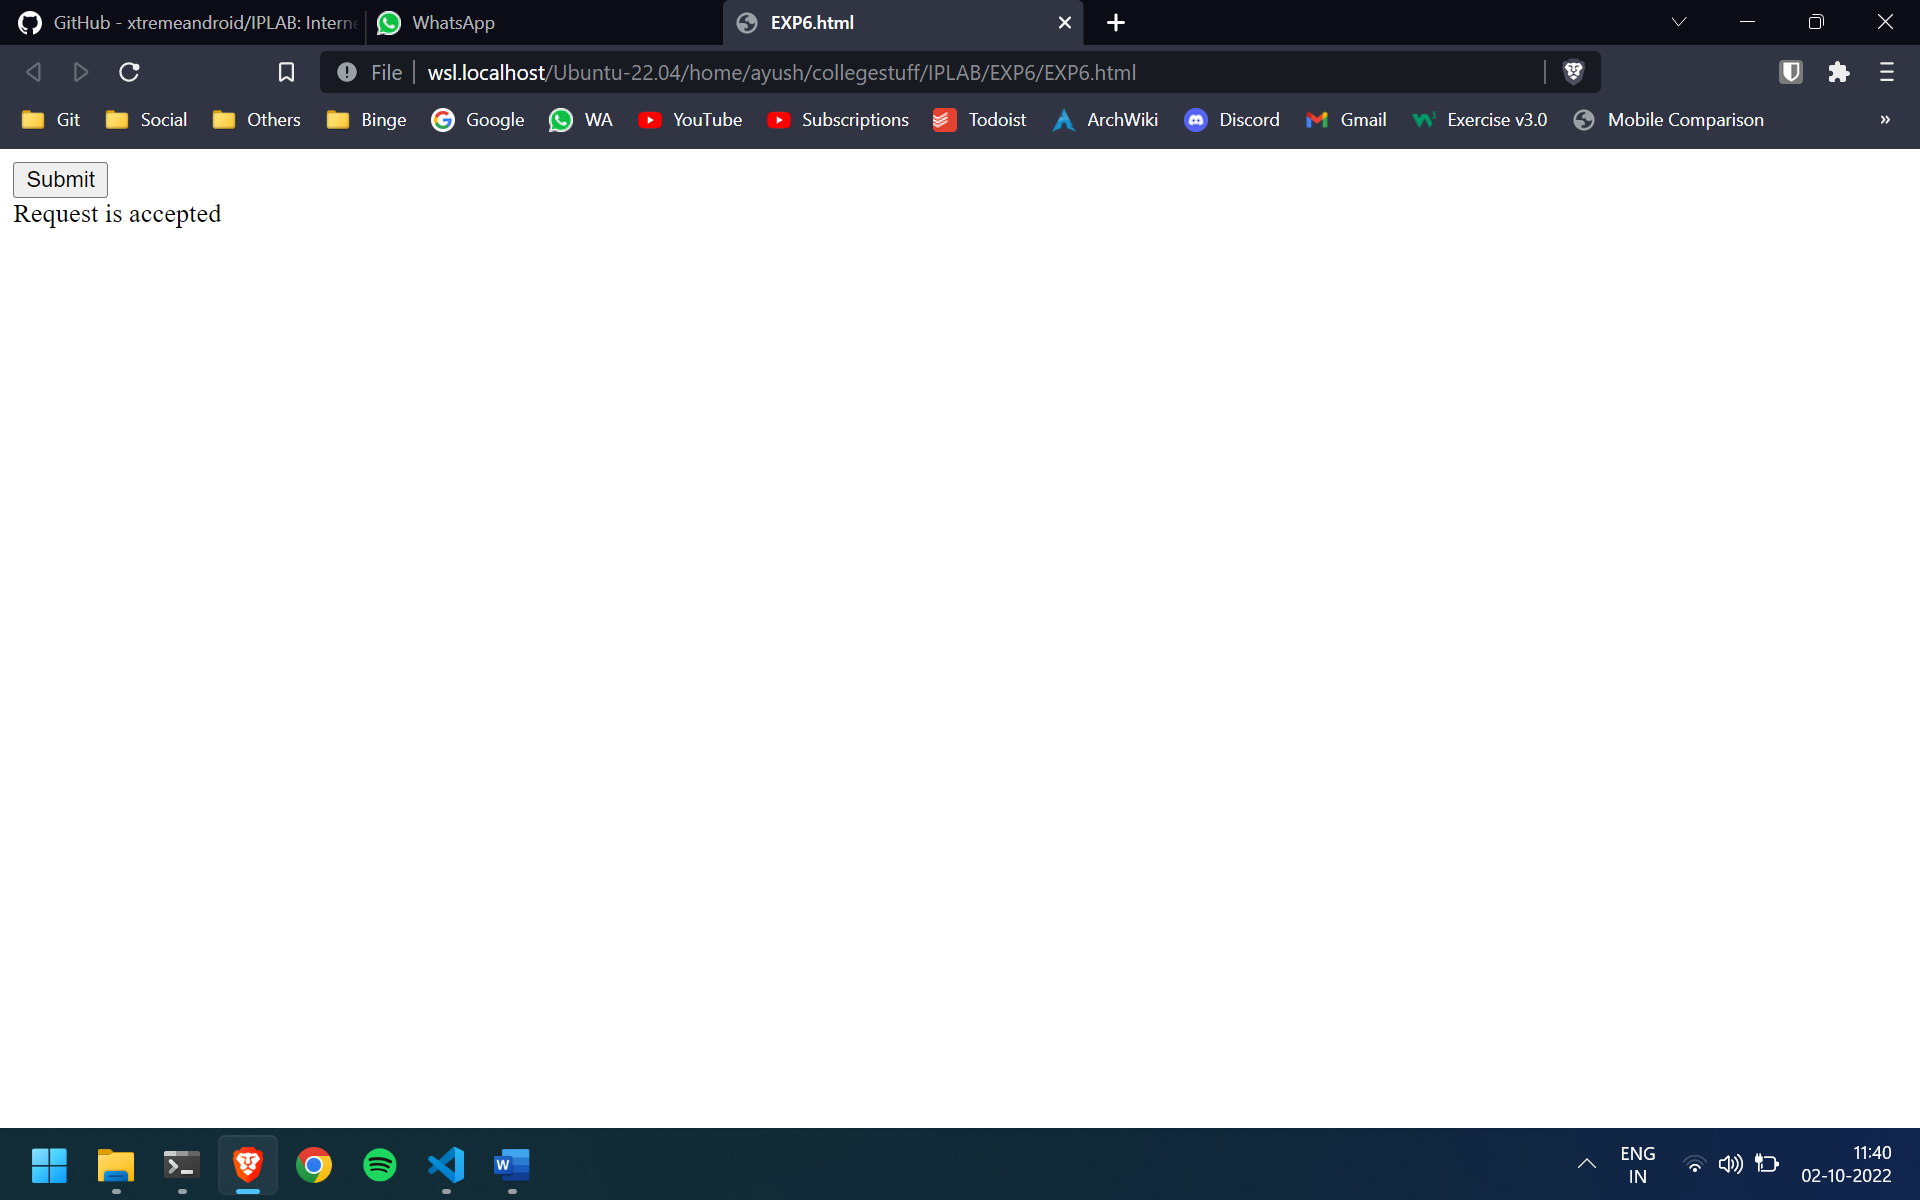 GitHub - xtremeandroid/IPLAB: Intern
WhatsApp
EXP6.html
File
wsl.localhost/Ubuntu-22.04/home/ayush/collegestuff/IPLAB/EXP6/EXP6.html
Git
Social
Others
Binge
Google
WA
YouTube
Subscriptions
Todoist
ArchWiki
Discord
Gmail
Exercise v3.0
Mobile Comparison
»
Submit
Request is accepted
ENG
IN
11:40
02-10-2022